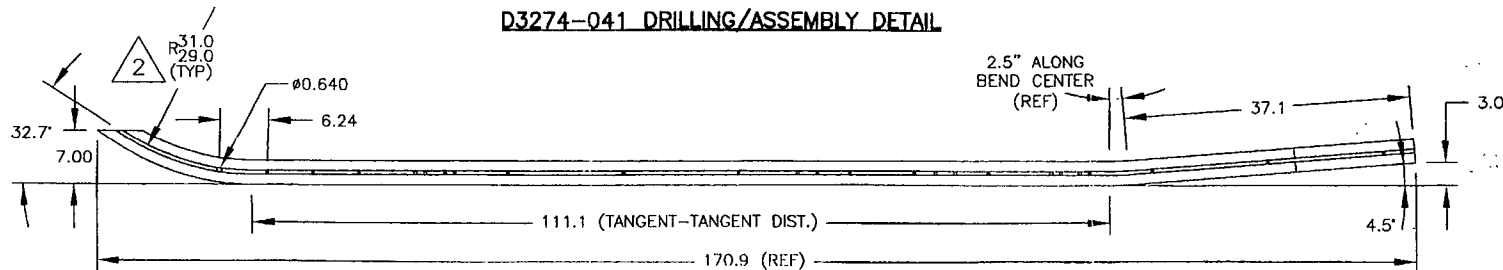 D3274-041 DRILLING/ASSEMBLY DETAIL
2
R31.0
29.0
(TYP)
ø0.640
6.24
2.5" ALONG
BEND CENTER
(REF)
37.1
3.0
32.7°
7.00
111.1 (TANGENT-TANGENT DIST.)
4.5°
170.9 (REF)